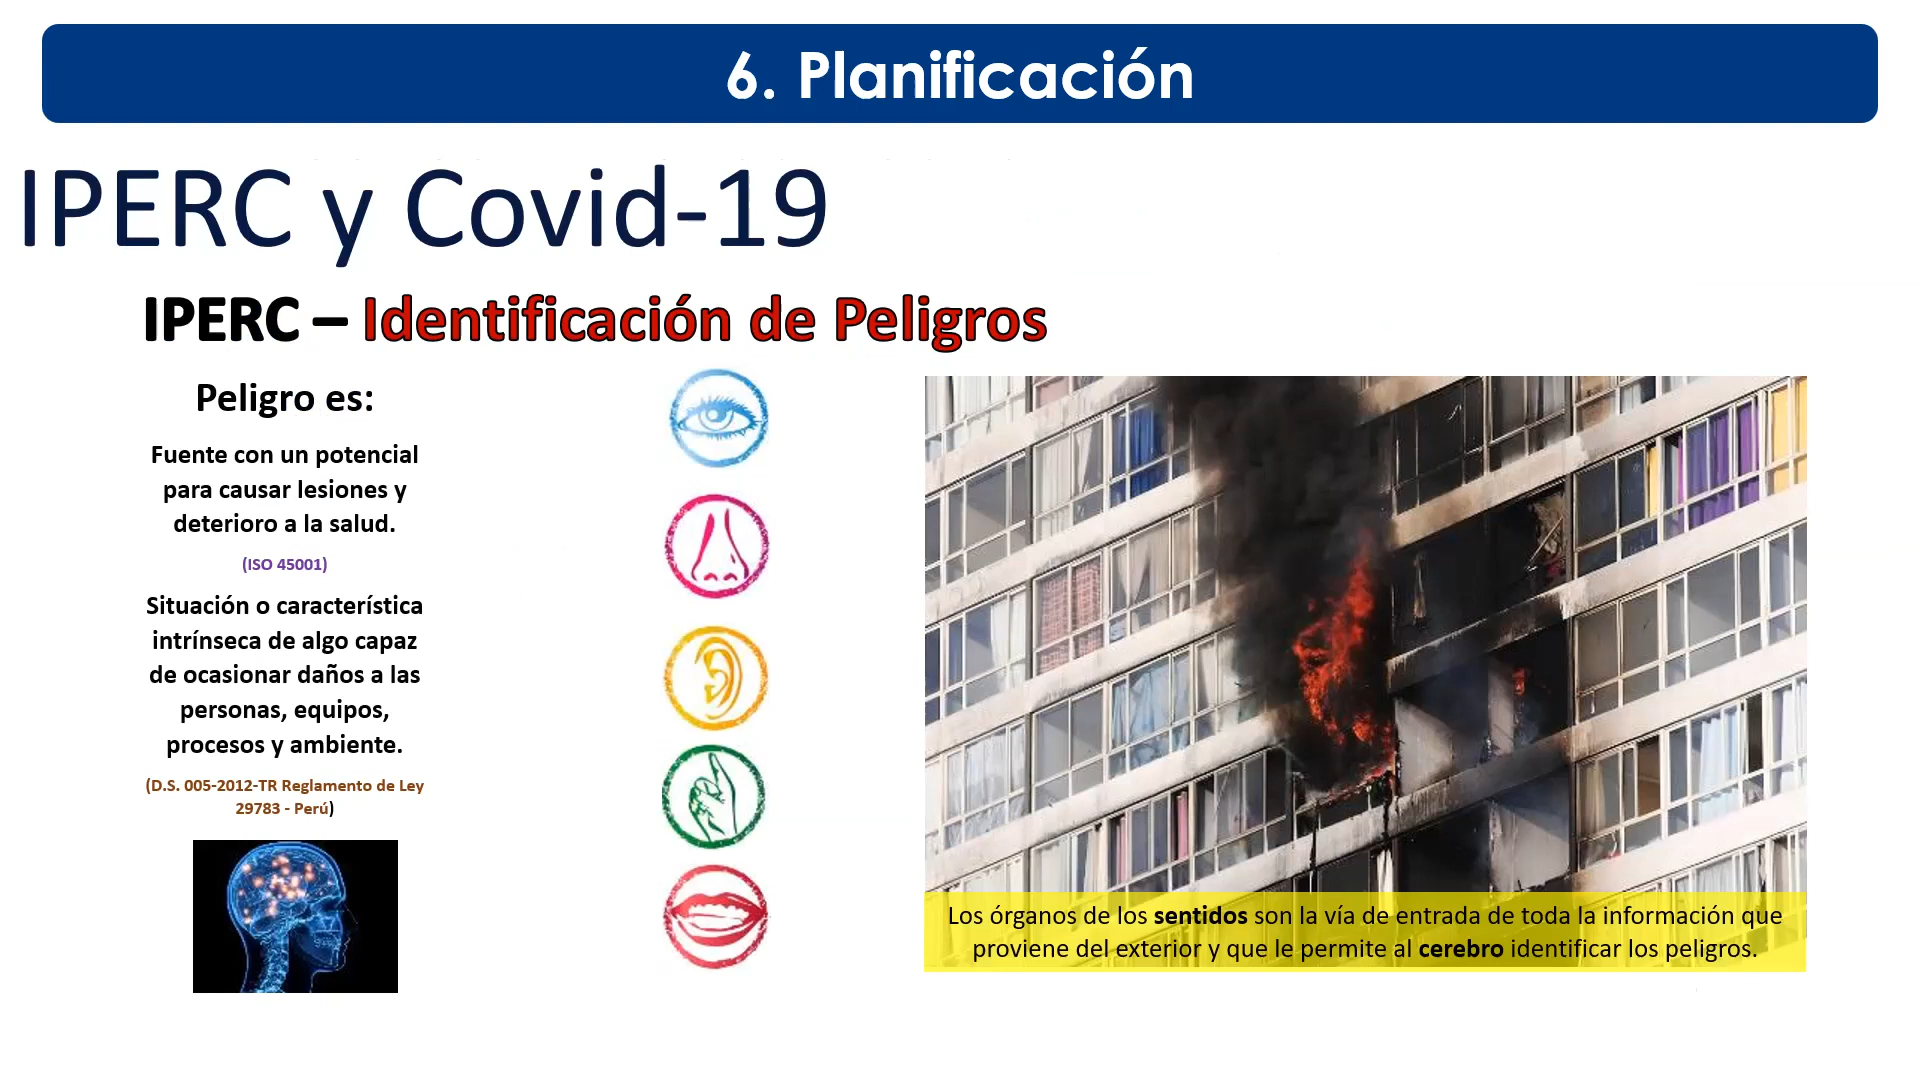 6. Planificación
IPERC y Covid-19
IPERC – Identificación de Peligros
Peligro es:
Fuente con un potencial
para causar lesiones y
deterioro a la salud.
(ISO 45001)
Situación o característica
intrínseca de algo capaz
de ocasionar daños a las
personas, equipos,
procesos y ambiente.
(D.S. 005-2012-TR Reglamento de Ley
29783 - Perú)
Los órganos de los sentidos son la vía de entrada de toda la información que
proviene del exterior y que le permite al cerebro identificar los peligros.